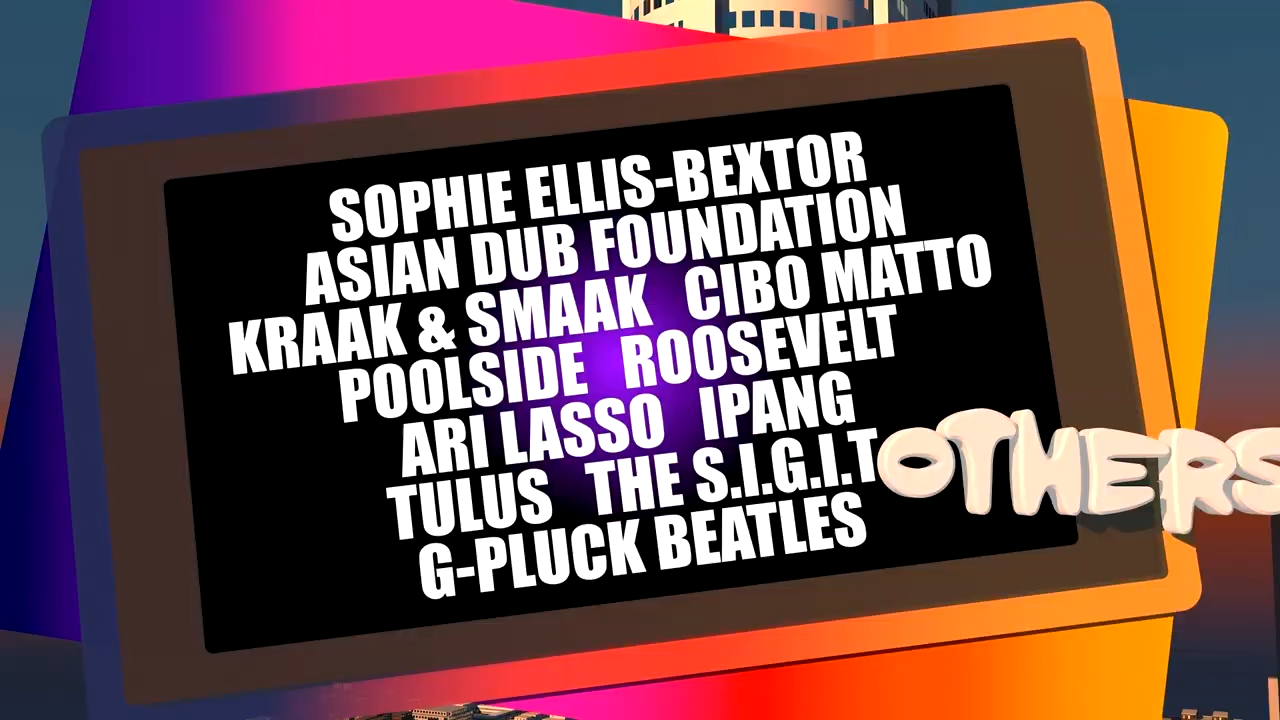 SOPHIE ELLIS-BEXTOR
ASIAN DUB FOUNDATION
KRAAK & SMAAK CIBO MATTO
POOLSIDE ROOSEVELT
ARI LASSO IPANG
TULUS THE S.I.G.I.T
G-PLUCK BEATLES
OTHERS